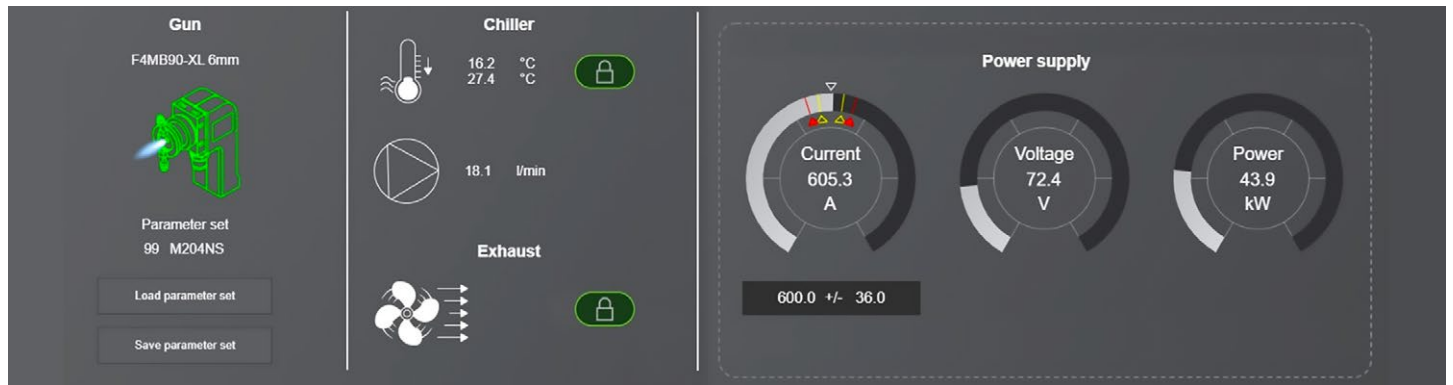 Gun
F4MB90-XL 6mm
Parameter set
99 M204NS
Load parameter set
Save parameter set
Chiller
16.2 °C
27.4 °C
18.1 l/min
Exhaust
Power supply
Current
605.3
A
Voltage
72.4
V
Power
43.9
kW
600.0 +/- 36.0